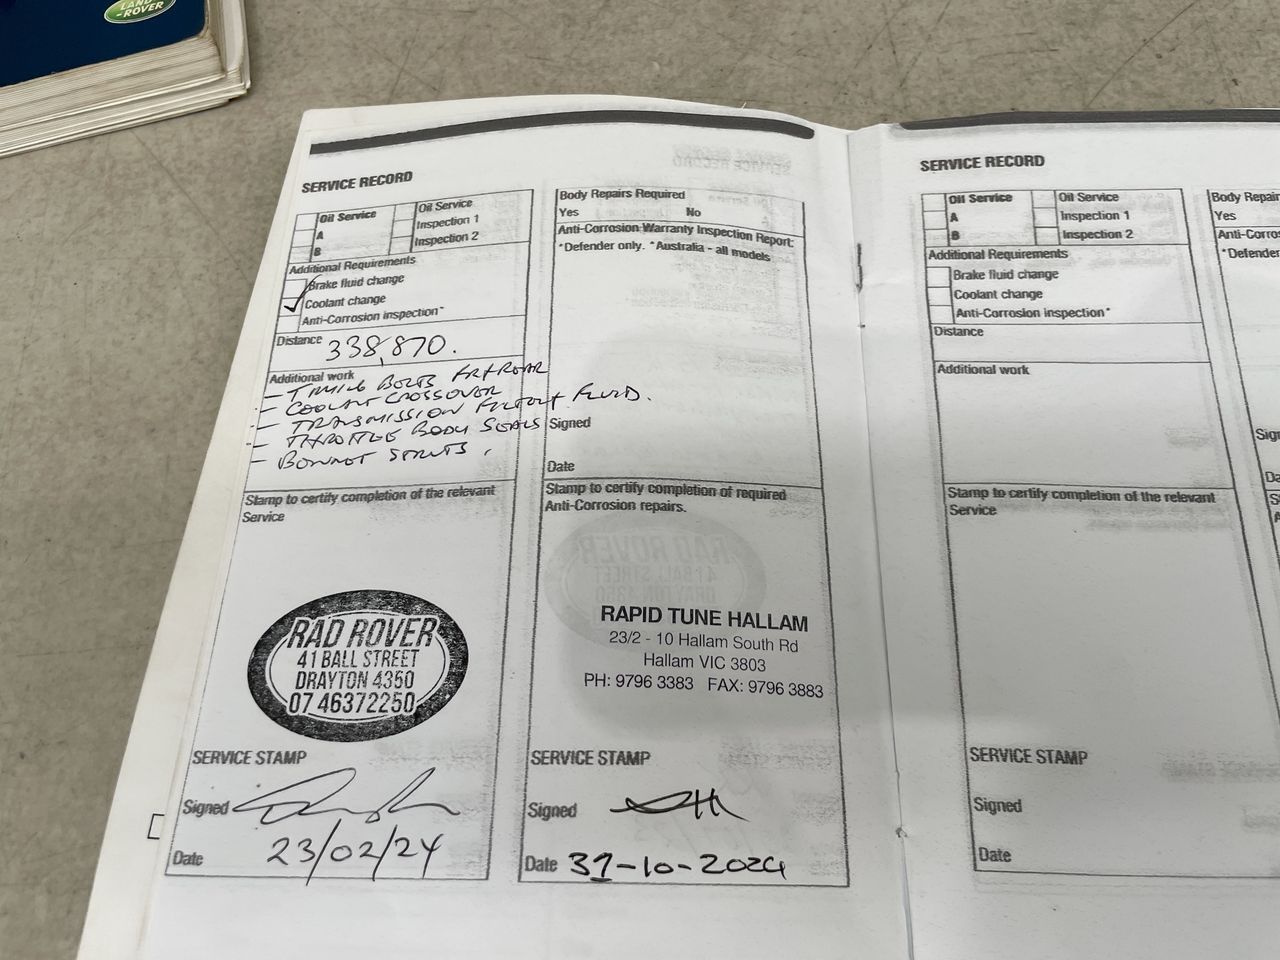 LAND
-ROVER
SERVICE RECORD
Oil Service
A
B
Oil Service
Inspection 1
Inspection 2
Additional Requirements
Brake fluid change
Coolant change
Anti-Corrosion inspection*
Distance 338,870.
Additional work
- TIMING BELTS FRT+REAR
- COOLANT CROSSOVER
- TRANSMISSION FILTER+ FLUID.
- THROTTLE BODY SEALS
- BONNET STRUTS,
Stamp to certify completion of the relevant
Service
RAD ROVER
41 BALL STREET
DRAYTON 4350
07 46372250
SERVICE STAMP
Signed
Date 23/02/24
Body Repairs Required
Yes No
Anti-Corrosion Warranty Inspection Report:
*Defender only. *Australia - all models
Signed
Date
Stamp to certify completion of required
Anti-Corrosion repairs.
RAPID TUNE HALLAM
23/2 - 10 Hallam South Rd
Hallam VIC 3803
PH: 9796 3383 FAX: 9796 3883
SERVICE STAMP
Signed
Date 31-10-2024
SERVICE RECORD
Oil Service
A
B
Oil Service
Inspection 1
Inspection 2
Additional Requirements
Brake fluid change
Coolant change
Anti-Corrosion inspection*
Distance
Additional work
Stamp to certify completion of the relevant
Service
SERVICE STAMP
Signed
Date
Body Repair
Yes
Anti-Corros
*Defender